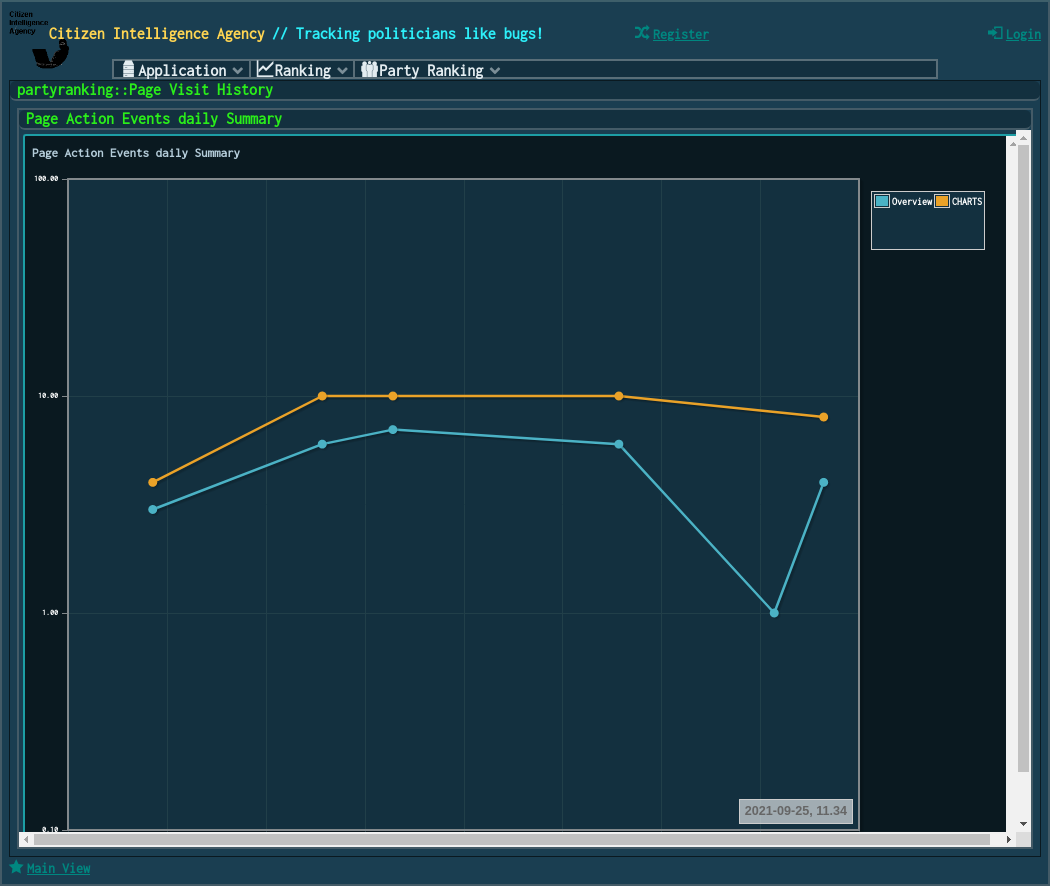 Citizen
Intelligence
Agency
Citizen Intelligence Agency // Tracking politicians like bugs!
Register
Login
Application
Ranking
Party Ranking
partyranking::Page Visit History
Page Action Events daily Summary
Page Action Events daily Summary
100.00
Overview
CHARTS
10.00
1.00
2021-09-25, 11.34
0.10
Main View